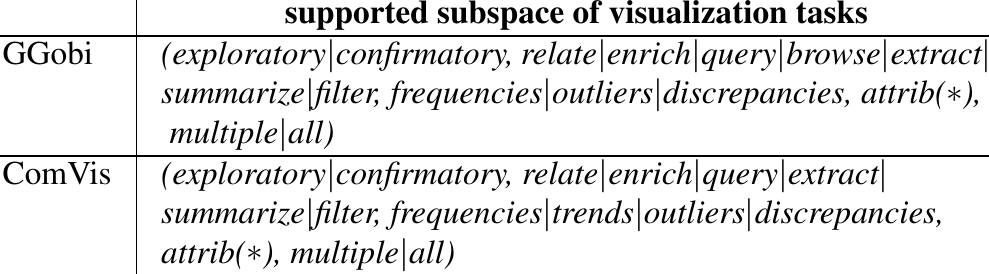 supported subspace of visualization tasks
GGobi (exploratory|confirmatory, relate|enrich|query|browse|extract|
summarize|filter, frequencies|outliers|discrepancies, attrib(∗),
multiple|all)
ComVis (exploratory|confirmatory, relate|enrich|query|extract|
summarize|filter, frequencies|trends|outliers|discrepancies,
attrib(∗), multiple|all)